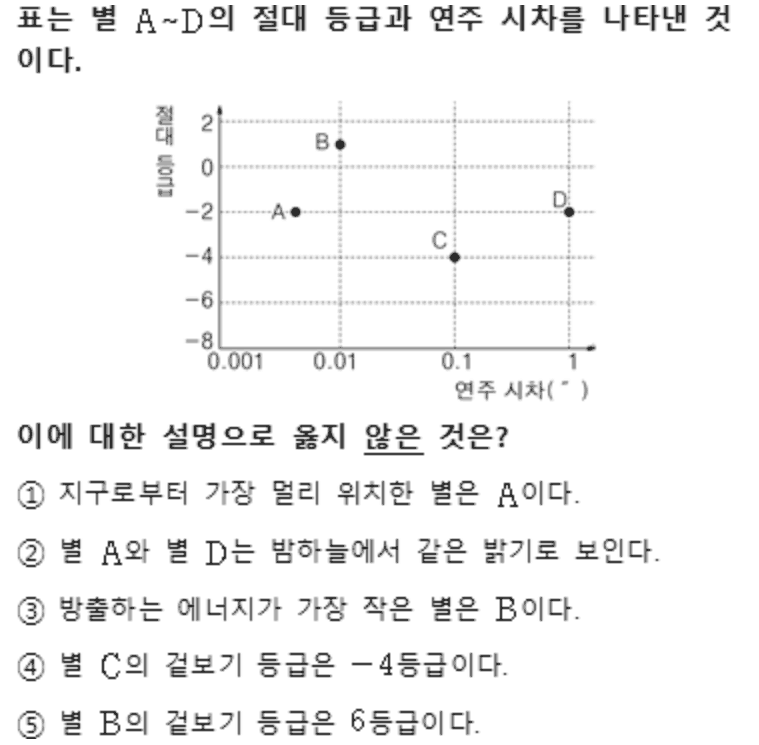 표는 별 A~D의 절대 등급과 연주 시차를 나타낸 것
이다.
절대 등급
2
B
0
A
D
-2
C
-4
-6
-8
0.001 0.01 0.1 1
연주 시차(″)
이에 대한 설명으로 옳지 않은 것은?
① 지구로부터 가장 멀리 위치한 별은 A이다.
② 별 A와 별 D는 밤하늘에서 같은 밝기로 보인다.
③ 방출하는 에너지가 가장 작은 별은 B이다.
④ 별 C의 겉보기 등급은 -4등급이다.
⑤ 별 B의 겉보기 등급은 6등급이다.